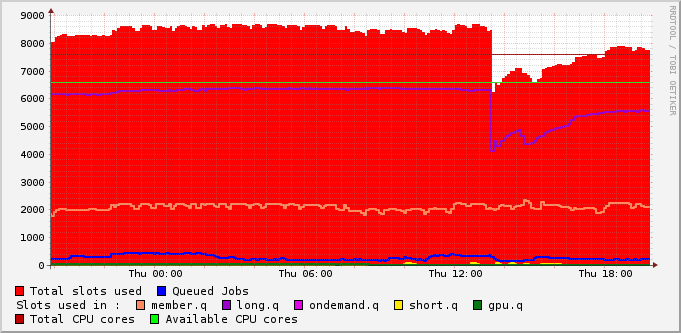 RRDTOOL / TOBI OETIKER
9000
8000
7000
6000
5000
4000
3000
2000
1000
0
Thu 00:00 Thu 06:00 Thu 12:00 Thu 18:00
Total slots used Queued Jobs
Slots used in : member.q long.q ondemand.q short.q gpu.q
Total CPU cores Available CPU cores